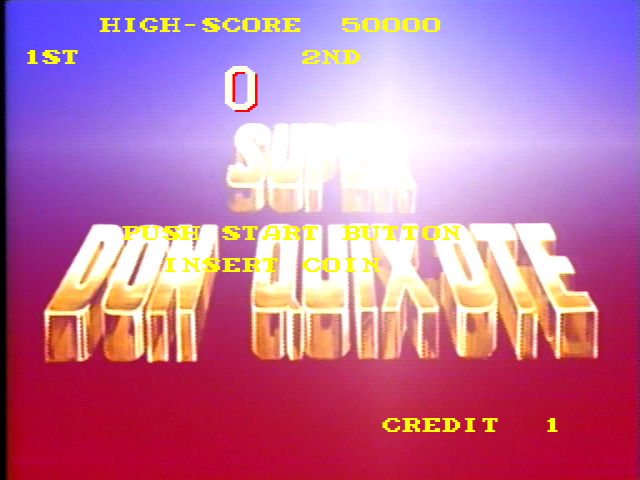 HIGH-SCORE 50000
1ST 2ND
0
SUPER
PUSH START BUTTON
DON QUIXOTE
INSERT COIN
CREDIT 1